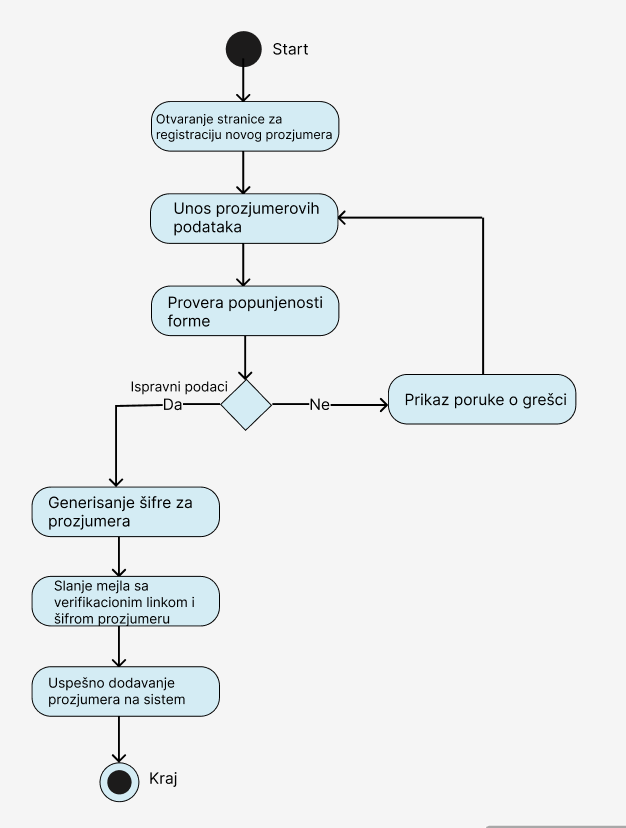 Start
Otvaranje stranice za
registraciju novog prozjumera
Unos prozjumerovih
podataka
Provera popunjenosti
forme
Ispravni podaci
Da
Ne
Prikaz poruke o grešci
Generisanje šifre za
prozjumera
Slanje mejla sa
verifikacionim linkom i
šifrom prozjumeru
Uspešno dodavanje
prozjumera na sistem
Kraj